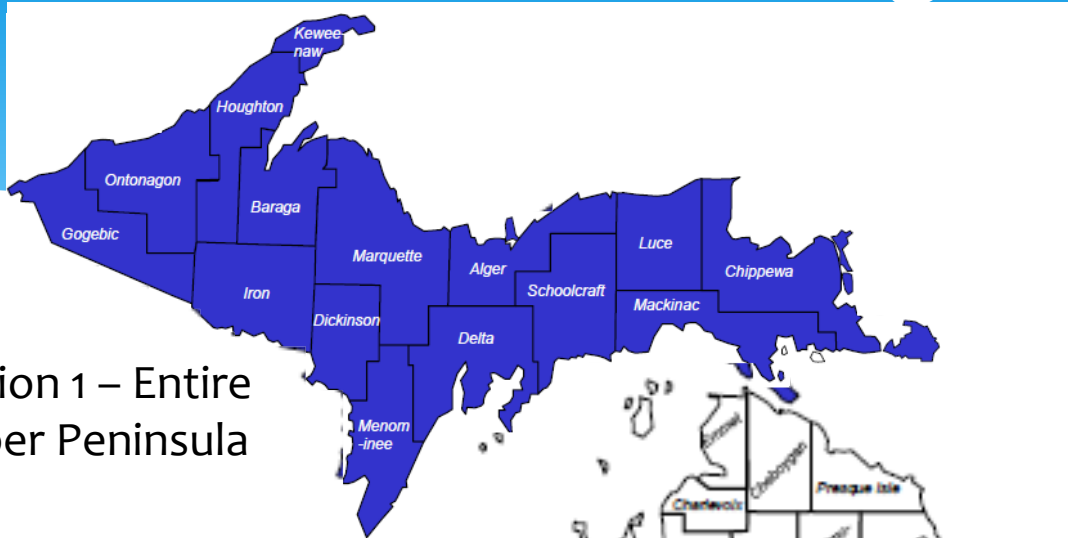 Kewee-
naw
Houghton
Ontonagon
Baraga
Gogebic
Marquette
Alger
Luce
Chippewa
Iron
Schoolcraft
Mackinac
Dickinson
Delta
ion 1 – Entire
per Peninsula
Menom
-inee
Emmet
Cheboygan
Presque Isle
Charlevoix